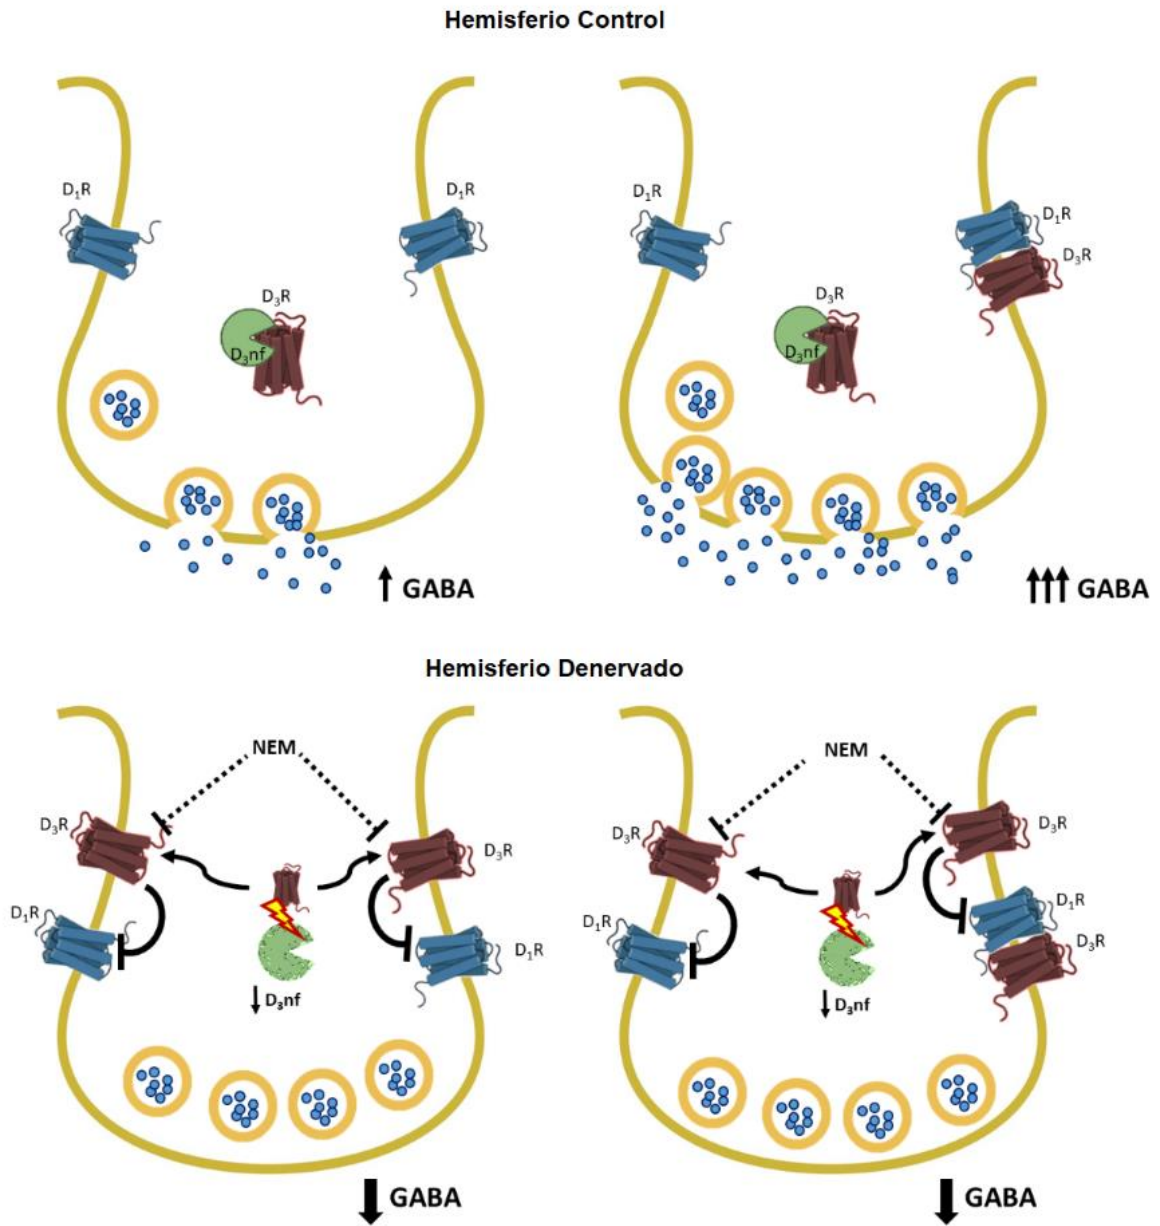 Hemisferio Control
D₁R
D₁R
D₃R
D₃nf
↑ GABA
D₁R
D₁R
D₃R
D₃R
D₃nf
↑↑↑ GABA
Hemisferio Denervado
NEM
D₃R
D₃R
D₁R
D₁R
↓ D₃nf
↓ GABA
NEM
D₃R
D₃R
D₁R
D₁R
D₃R
↓ D₃nf
↓ GABA